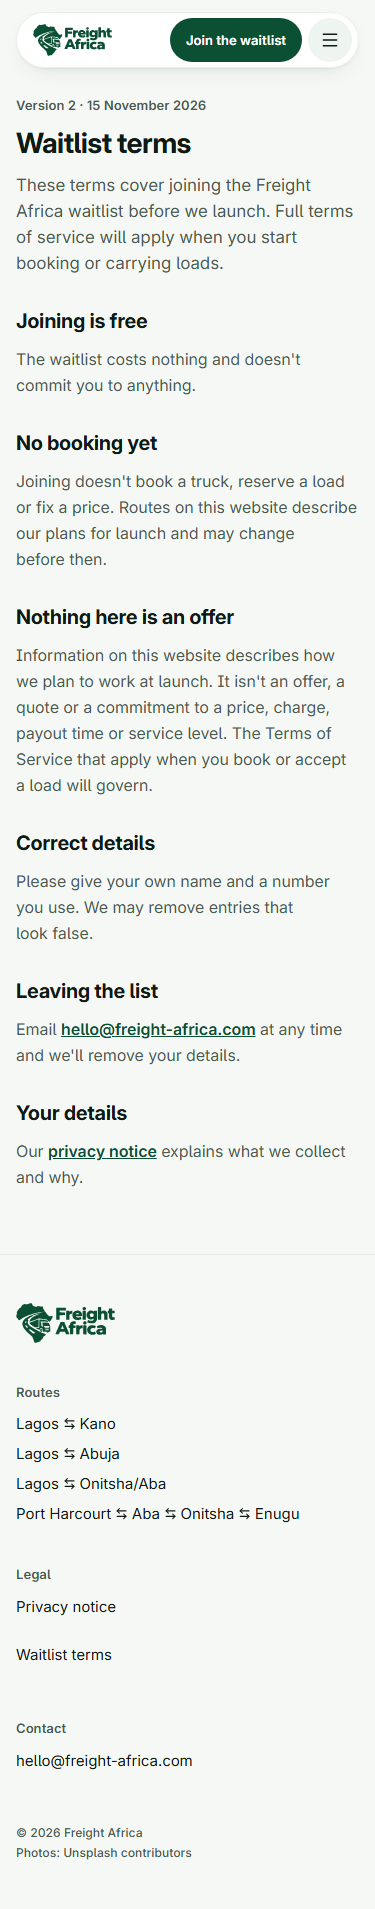 Freight
Africa
Join the waitlist
Version 2 · 15 November 2026
Waitlist terms
These terms cover joining the Freight
Africa waitlist before we launch. Full terms
of service will apply when you start
booking or carrying loads.
Joining is free
The waitlist costs nothing and doesn't
commit you to anything.
No booking yet
Joining doesn't book a truck, reserve a load
or fix a price. Routes on this website describe
our plans for launch and may change
before then.
Nothing here is an offer
Information on this website describes how
we plan to work at launch. It isn't an offer, a
quote or a commitment to a price, charge,
payout time or service level. The Terms of
Service that apply when you book or accept
a load will govern.
Correct details
Please give your own name and a number
you use. We may remove entries that
look false.
Leaving the list
Email hello@freight-africa.com at any time
and we'll remove your details.
Your details
Our privacy notice explains what we collect
and why.
Freight
Africa
Routes
Lagos ⇆ Kano
Lagos ⇆ Abuja
Lagos ⇆ Onitsha/Aba
Port Harcourt ⇆ Aba ⇆ Onitsha ⇆ Enugu
Legal
Privacy notice
Waitlist terms
Contact
hello@freight-africa.com
© 2026 Freight Africa
Photos: Unsplash contributors